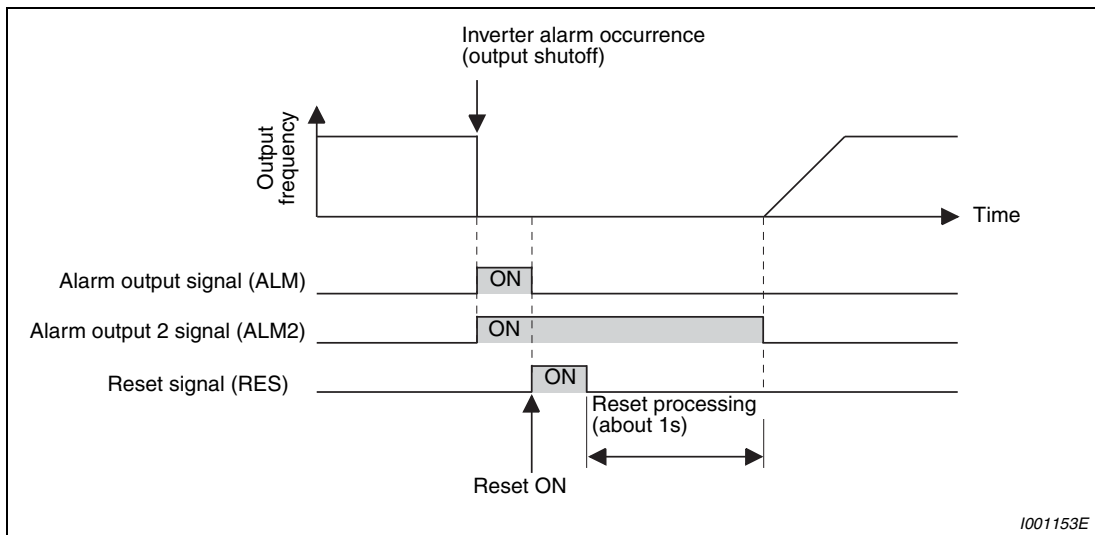 Inverter alarm occurrence
(output shutoff)
Output
frequency
Time
Alarm output signal (ALM)
ON
Alarm output 2 signal (ALM2)
ON
Reset signal (RES)
ON
Reset processing
(about 1s)
Reset ON
I001153E